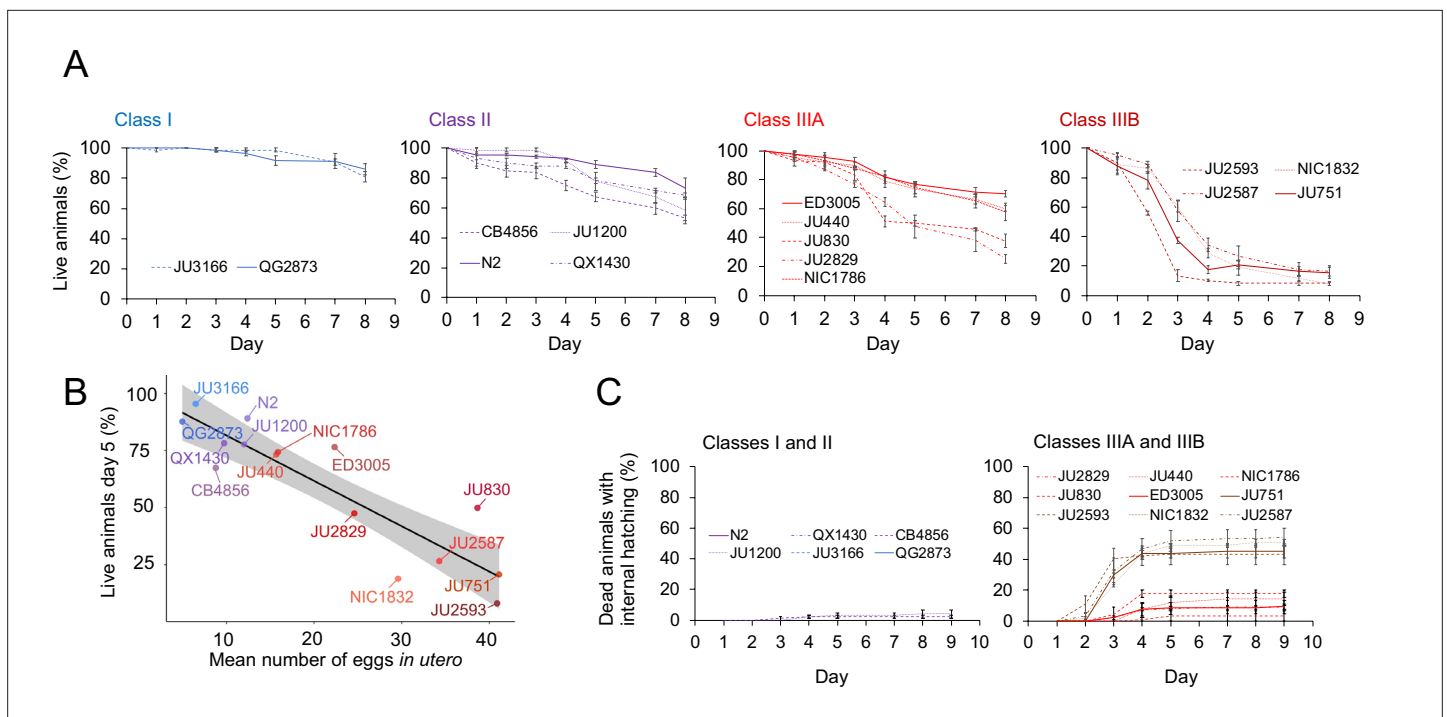 A
Class I
Class II
Class IIIA
Class IIIB
Live animals (%)
100
80
60
40
20
0
JU3166 QG2873
0 1 2 3 4 5 6 7 8 9
Day
100
80
60
40
20
0
CB4856 JU1200
N2 QX1430
0 1 2 3 4 5 6 7 8 9
Day
100
80
60
40
20
0
ED3005
JU440
JU830
JU2829
NIC1786
0 1 2 3 4 5 6 7 8 9
Day
100
80
60
40
20
0
JU2593 NIC1832
JU2587 JU751
0 1 2 3 4 5 6 7 8 9
Day
B
Live animals day 5 (%)
100
75
50
25
JU3166
N2
QG2873
JU1200
NIC1786
QX1430
JU440
ED3005
CB4856
JU830
JU2829
JU2587
JU751
NIC1832
JU2593
10 20 30 40
Mean number of eggs in utero
C
Classes I and II
Dead animals with
internal hatching (%)
100
80
60
40
20
0
N2 QX1430 CB4856
JU1200 JU3166 QG2873
0 1 2 3 4 5 6 7 8 9 10
Day
Classes IIIA and IIIB
100
80
60
40
20
0
JU2829 JU440 NIC1786
JU830 ED3005 JU751
JU2593 NIC1832 JU2587
0 1 2 3 4 5 6 7 8 9 10
Day